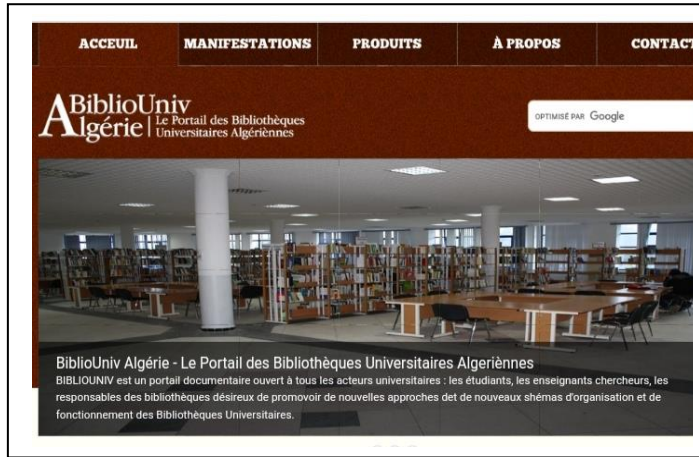 ACCEUIL MANIFESTATIONS PRODUITS À PROPOS CONTACT
ABiblioUniv
lgérie | Le Portail des Bibliothèques
Universitaires Algériènnes
OPTIMISÉ PAR Google
BiblioUniv Algérie - Le Portail des Bibliothèques Universitaires Algeriènnes
BIBLIOUNIV est un portail documentaire ouvert à tous les acteurs universitaires : les étudiants, les enseignants chercheurs, les
responsables des bibliothèques désireux de promovoir de nouvelles approches det de nouveaux shémas d'organisation et de
fonctionnement des Bibliothèques Universitaires.